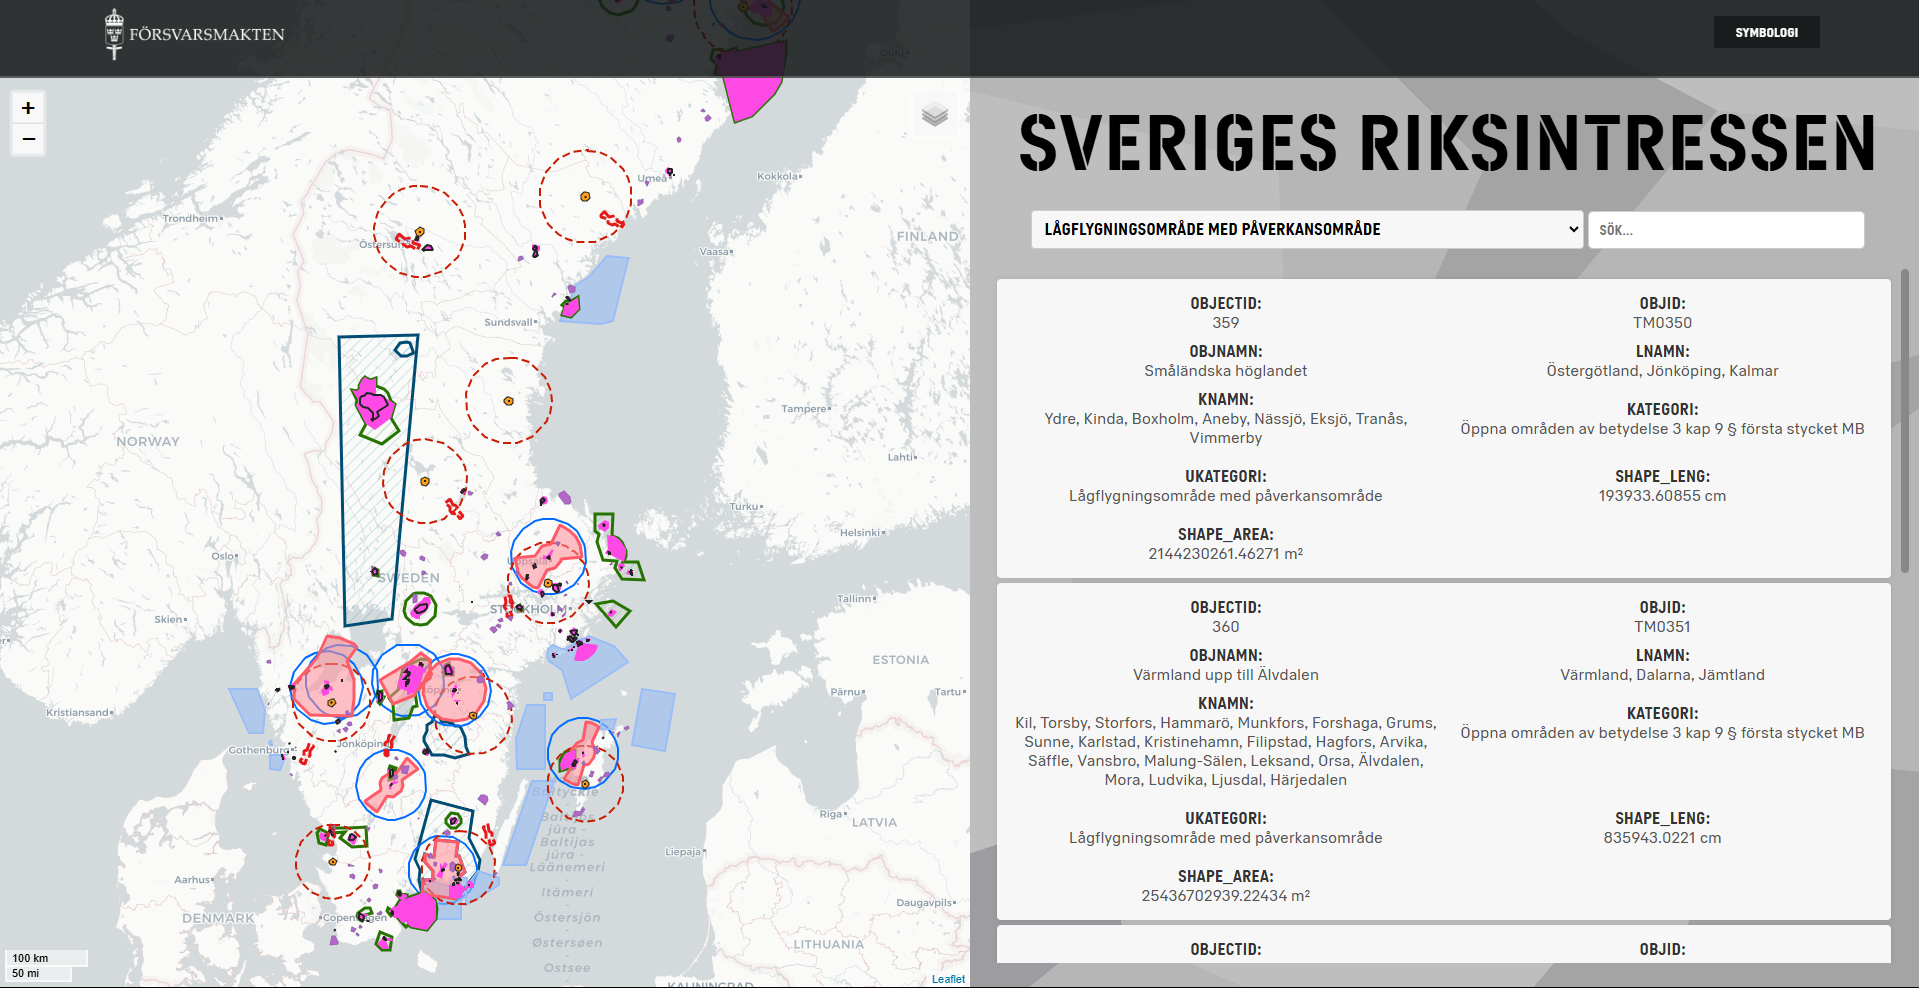 FÖRSVARSMAKTEN
SYMBOLOGI
+
−
Umeå
Kokkola
Trondheim
Östersund
FINLAND
Vaasa
Sundsvall
Tampere
NORWAY
Lahti
Turku
Helsinki
Oslo
Uppsala
SWEDEN
Tallinn
STOCKHOLM
Skien
ESTONIA
Pärnu
Tartu
Kristiansand
Gothenburg
Jönköping
Baltyckie
-
Baltijas
jūra -
Baltijas
jūra -
Läänemeri
-
Itämeri
-
Östersjön
-
Østersøen
-
Ostsee
Riga
LATVIA
Liepaja
Aarhus
DENMARK
Copenhagen
Daugavpils
LITHUANIA
KALININGRAD
100 km
50 mi
Leaflet
SVERIGES RIKSINTRESSEN
LÅGFLYGNINGSOMRÅDE MED PÅVERKANSOMRÅDE
SÖK...
OBJECTID:
359
OBJID:
TM0350
OBJNAMN:
Småländska höglandet
LNAMN:
Östergötland, Jönköping, Kalmar
KNAMN:
Ydre, Kinda, Boxholm, Aneby, Nässjö, Eksjö, Tranås,
Vimmerby
KATEGORI:
Öppna områden av betydelse 3 kap 9 § första stycket MB
UKATEGORI:
Lågflygningsområde med påverkansområde
SHAPE_LENG:
193933.60855 cm
SHAPE_AREA:
2144230261.46271 m²
OBJECTID:
360
OBJID:
TM0351
OBJNAMN:
Värmland upp till Älvdalen
LNAMN:
Värmland, Dalarna, Jämtland
KNAMN:
Kil, Torsby, Storfors, Hammarö, Munkfors, Forshaga, Grums,
Sunne, Karlstad, Kristinehamn, Filipstad, Hagfors, Arvika,
Säffle, Vansbro, Malung-Sälen, Leksand, Orsa, Älvdalen,
Mora, Ludvika, Ljusdal, Härjedalen
KATEGORI:
Öppna områden av betydelse 3 kap 9 § första stycket MB
UKATEGORI:
Lågflygningsområde med påverkansområde
SHAPE_LENG:
835943.0221 cm
SHAPE_AREA:
25436702939.22434 m²
OBJECTID:
OBJID: